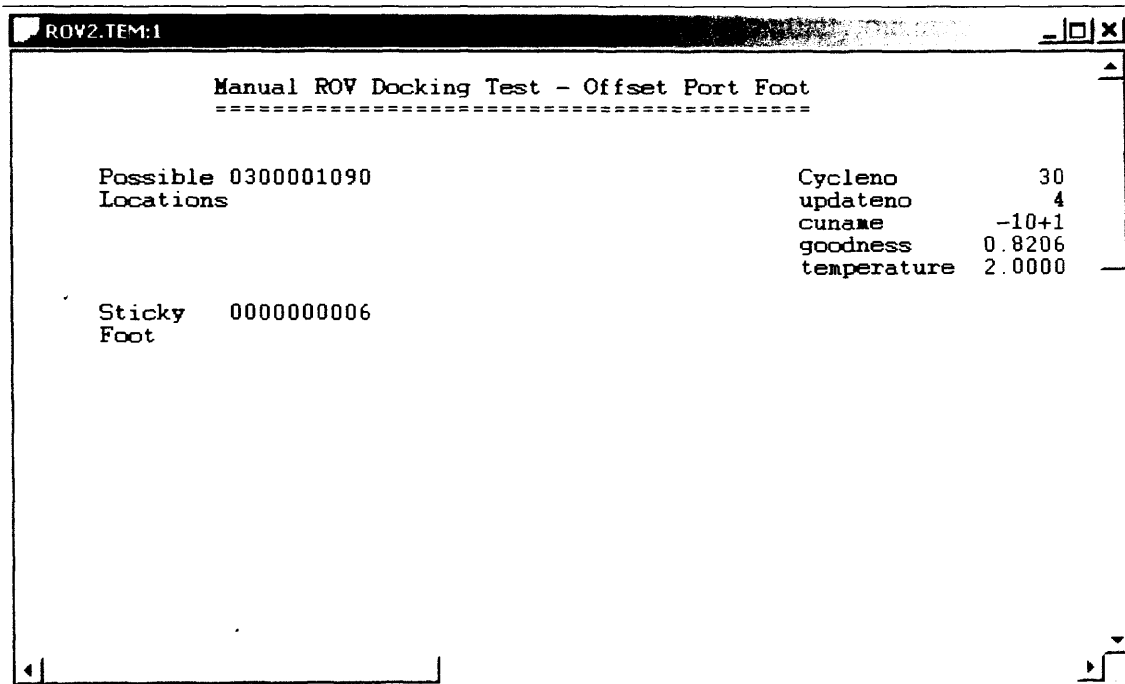 ROV2.TEM:1
Manual ROV Docking Test - Offset Port Foot
==========================================
Possible 0300001090
Locations
Cycleno 30
updateno 4
cuname -10+1
goodness 0.8206
temperature 2.0000
Sticky 0000000006
Foot